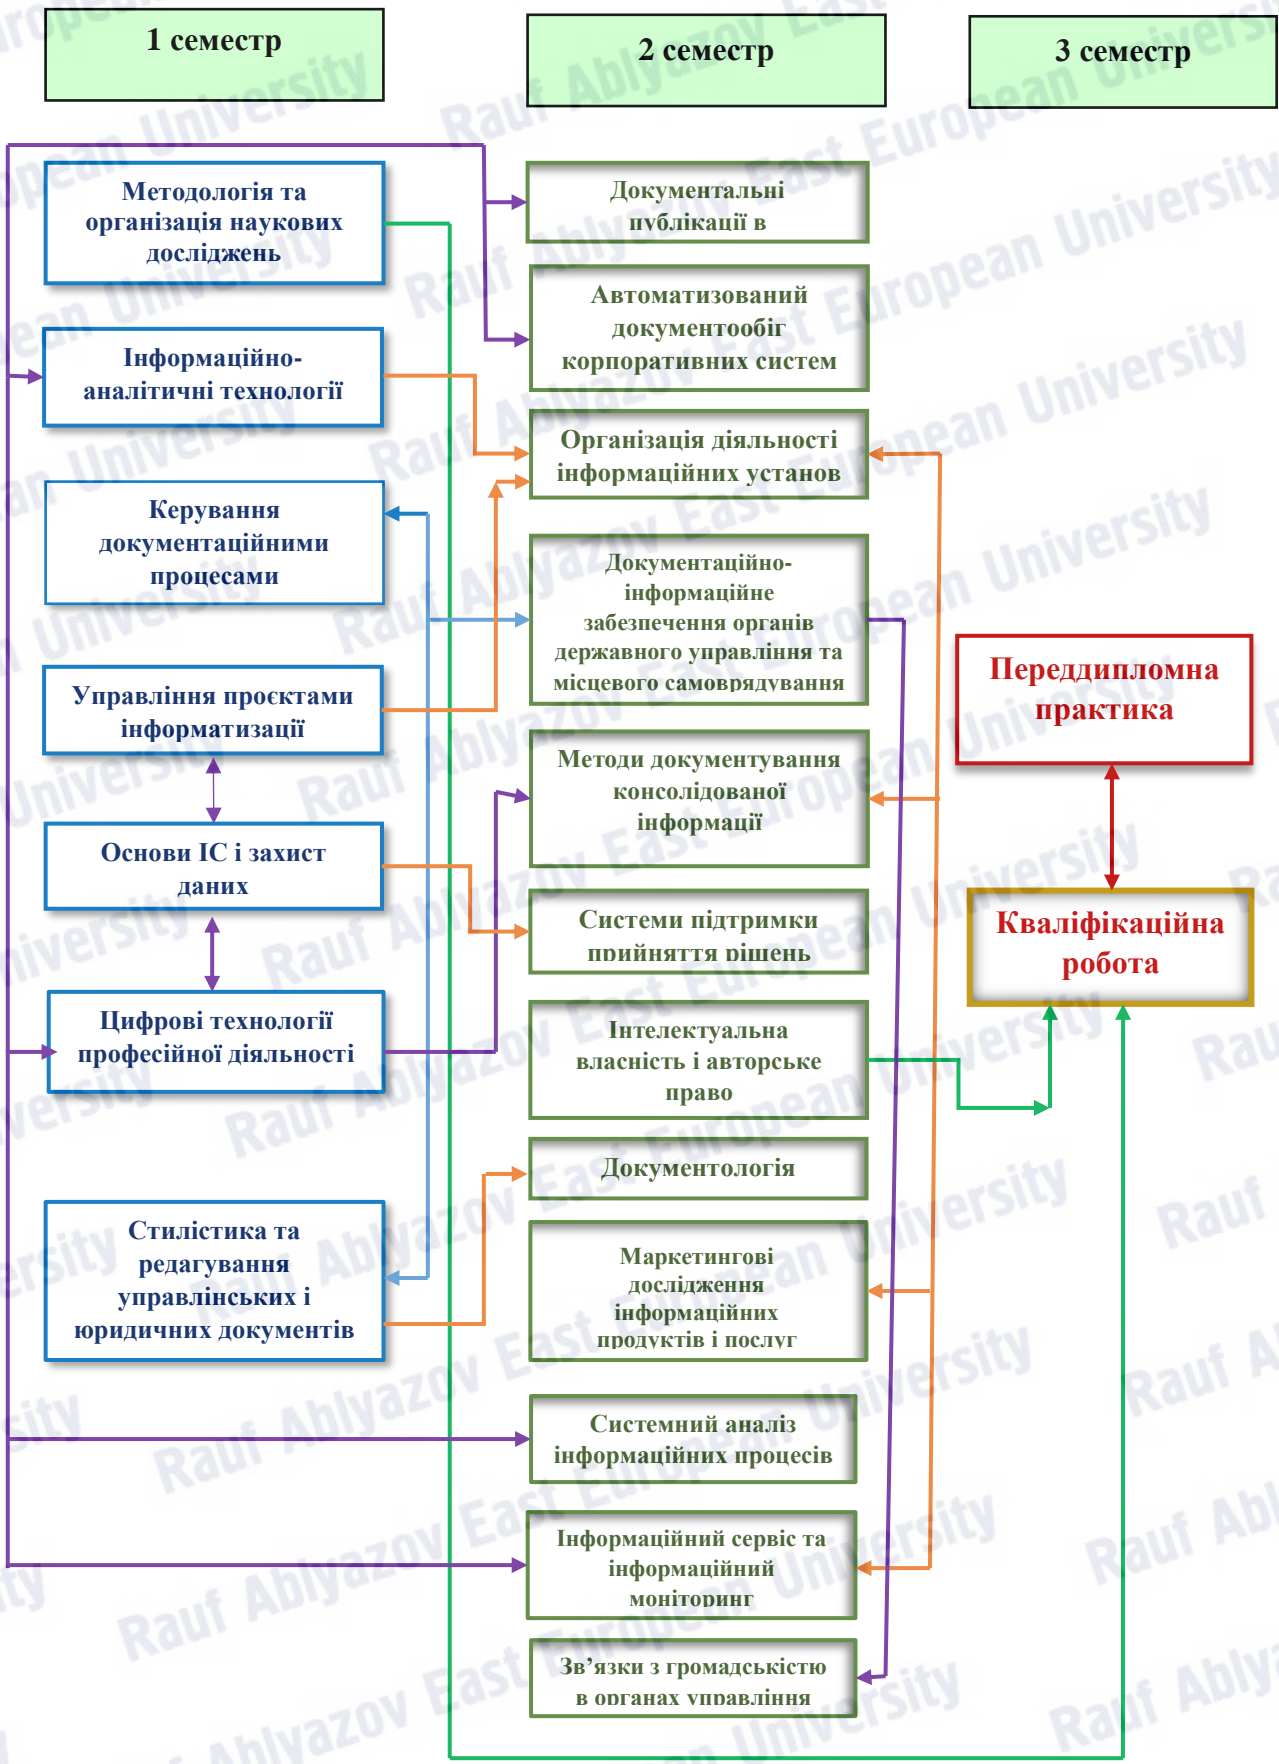 1 семестр
2 семестр
3 семестр
Методологія та
організація наукових
досліджень
Інформаційно-
аналітичні технології
Керування
документаційними
процесами
Управління проєктами
інформатизації
Основи ІС і захист
даних
Цифрові технології
професійної діяльності
Стилістика та
редагування
управлінських і
юридичних документів
Документальні
публікації в
Автоматизований
документообіг
корпоративних систем
Організація діяльності
інформаційних установ
Документаційно-
інформаційне
забезпечення органів
державного управління та
місцевого самоврядування
Методи документування
консолідованої
інформації
Системи підтримки
прийняття рішень
Інтелектуальна
власність і авторське
право
Документологія
Маркетингові
дослідження
інформаційних
продуктів і послуг
Системний аналіз
інформаційних процесів
Інформаційний сервіс та
інформаційний
моніторинг
Зв’язки з громадськістю
в органах управління
Переддипломна
практика
Кваліфікаційна
робота
Rauf Ablyazov East European University